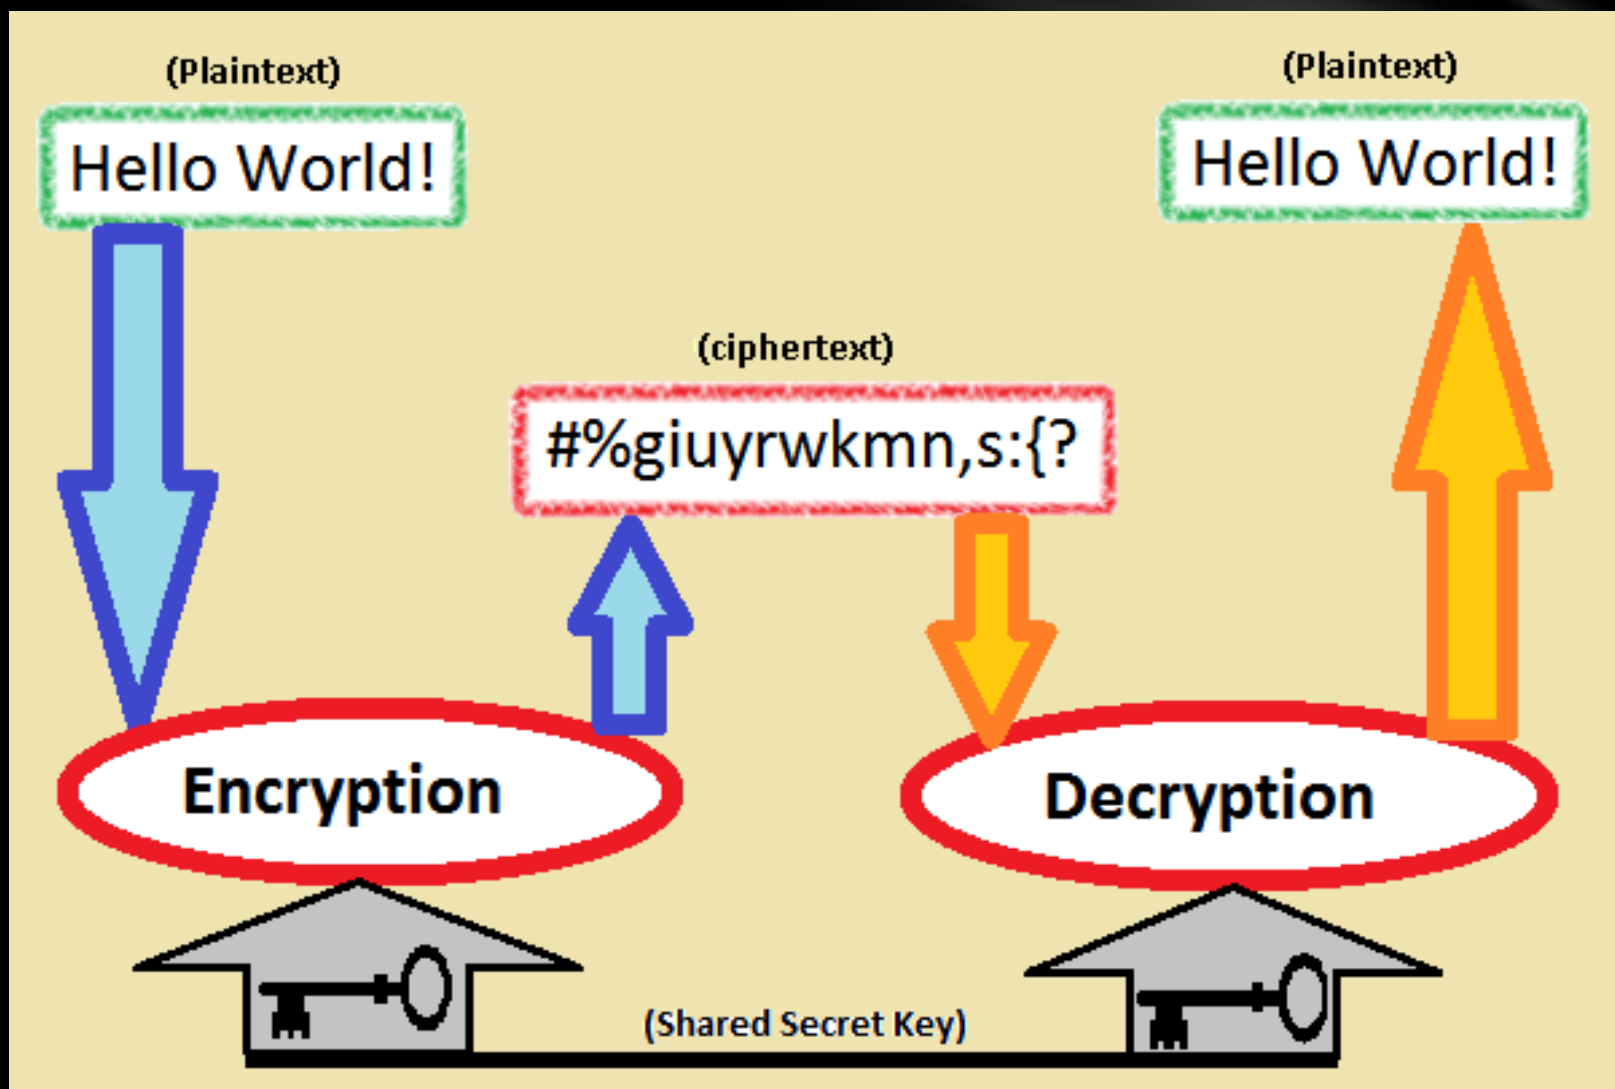 (Plaintext)
Hello World!
(Plaintext)
Hello World!
(ciphertext)
#%giuyrwkmn,s:{?
Encryption
Decryption
(Shared Secret Key)